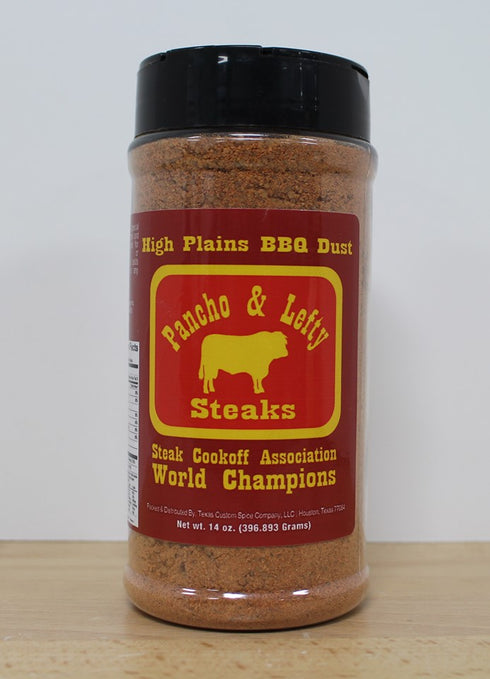 High Plains BBQ Dust
Pancho & Lefty
Steaks
Steak Cookoff Association
World Champions
Packed & Distributed By: Texas Custom Spice Company, LLC | Houston, Texas 77084
Net wt. 14 oz. (396.893 Grams)